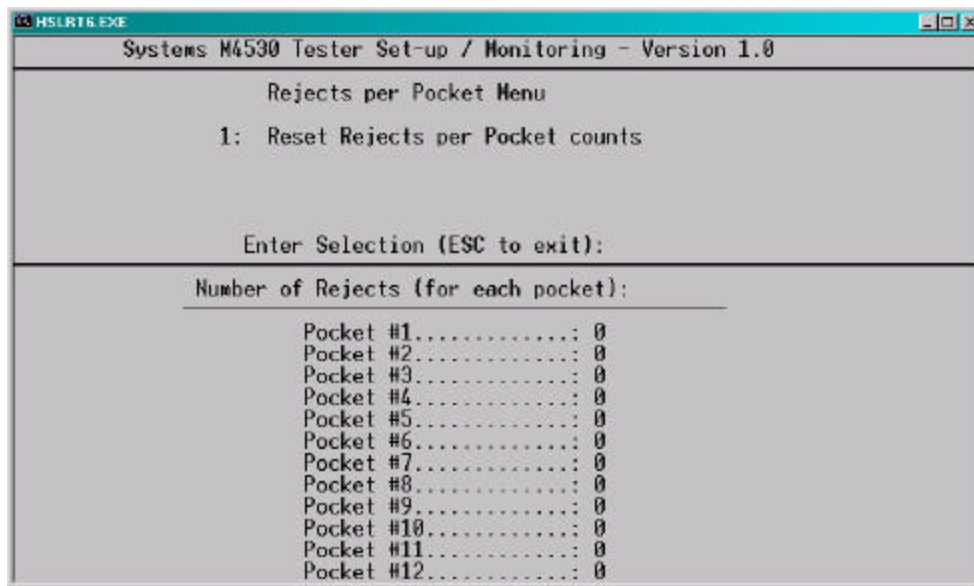 HSLRT6.EXE
Systems M4530 Tester Set-up / Monitoring - Version 1.0
Rejects per Pocket Menu
1: Reset Rejects per Pocket counts
Enter Selection (ESC to exit):
Number of Rejects (for each pocket):
Pocket #1.............: 0
Pocket #2.............: 0
Pocket #3.............: 0
Pocket #4.............: 0
Pocket #5.............: 0
Pocket #6.............: 0
Pocket #7.............: 0
Pocket #8.............: 0
Pocket #9.............: 0
Pocket #10............: 0
Pocket #11............: 0
Pocket #12............: 0